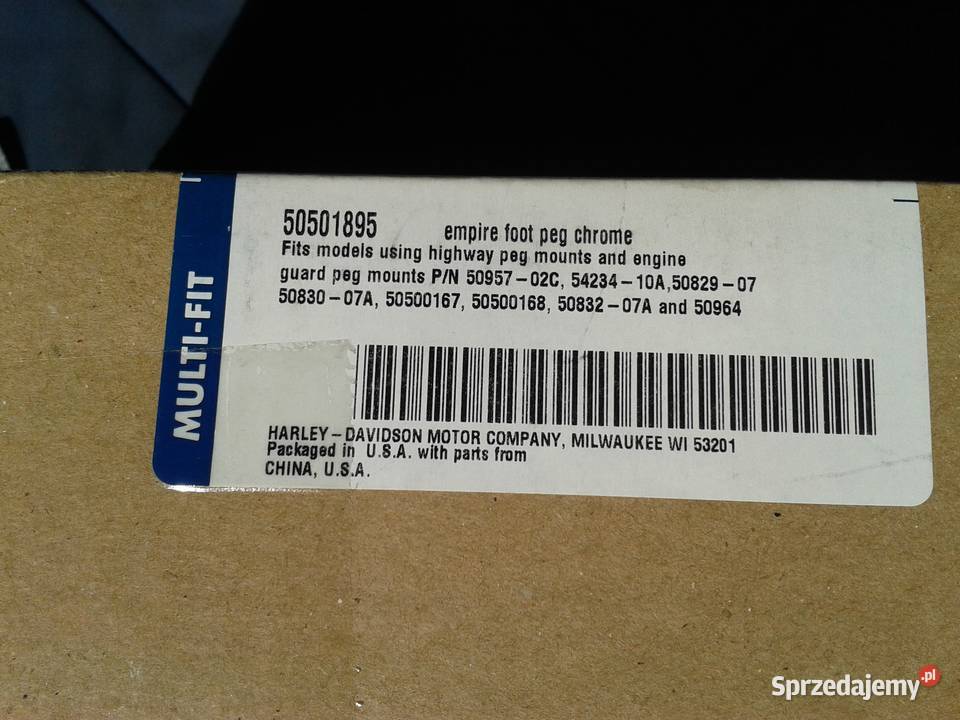 MULTI-FIT
50501895 empire foot peg chrome
Fits models using highway peg mounts and engine
guard peg mounts P/N 50957-02C, 54234-10A,50829-07
50830-07A, 50500167, 50500168, 50832-07A and 50964
HARLEY-DAVIDSON MOTOR COMPANY, MILWAUKEE WI 53201
Packaged in U.S.A. with parts from
CHINA, U.S.A.
Sprzedajemy.pl